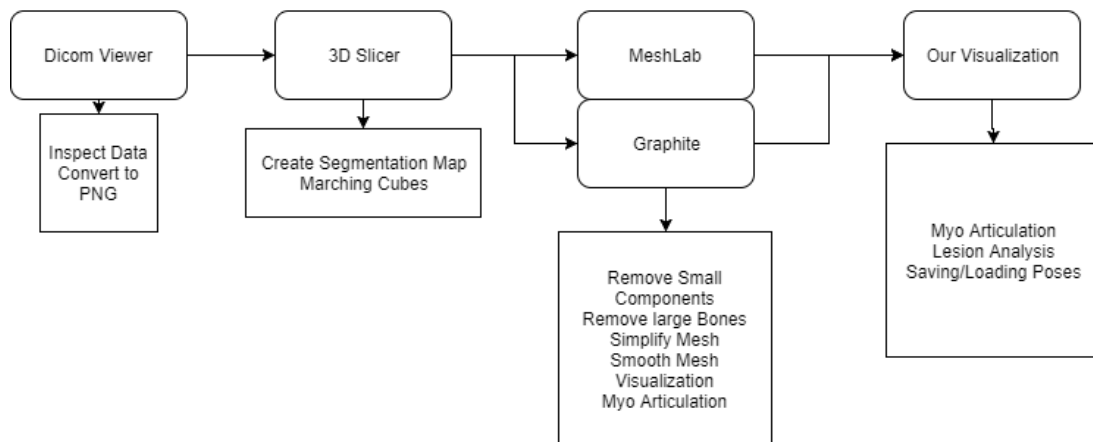 Dicom Viewer
3D Slicer
MeshLab
Our Visualization
Graphite
Inspect Data
Convert to
PNG
Create Segmentation Map
Marching Cubes
Remove Small
Components
Remove large Bones
Simplify Mesh
Smooth Mesh
Visualization
Myo Articulation
Myo Articulation
Lesion Analysis
Saving/Loading Poses